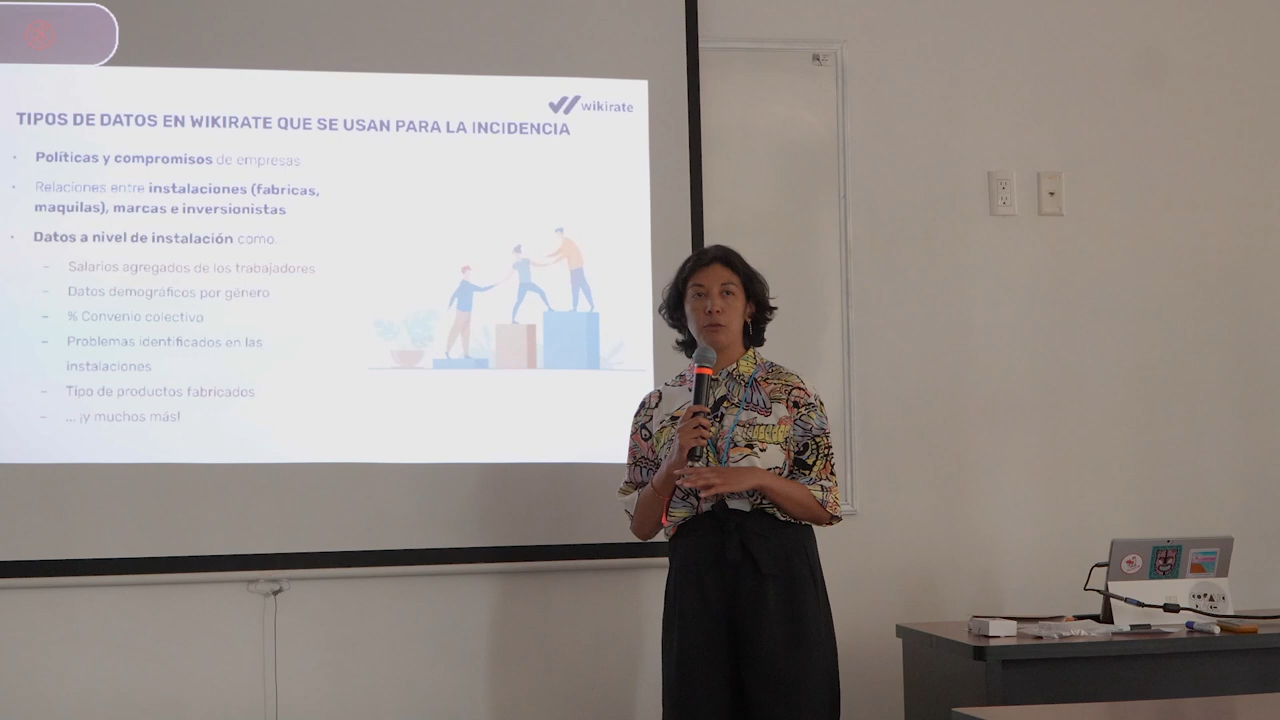 wikirate
TIPOS DE DATOS EN WIKIRATE QUE SE USAN PARA LA INCIDENCIA
• Políticas y compromisos de empresas
• Relaciones entre instalaciones (fabricas,
maquilas), marcas e inversionistas
• Datos a nivel de instalación como
– Salarios agregados de los trabajadores
– Datos demográficos por género
– % Convenio colectivo
– Problemas identificados en las
instalaciones
– Tipo de productos fabricados
– ... ¡y muchos más!